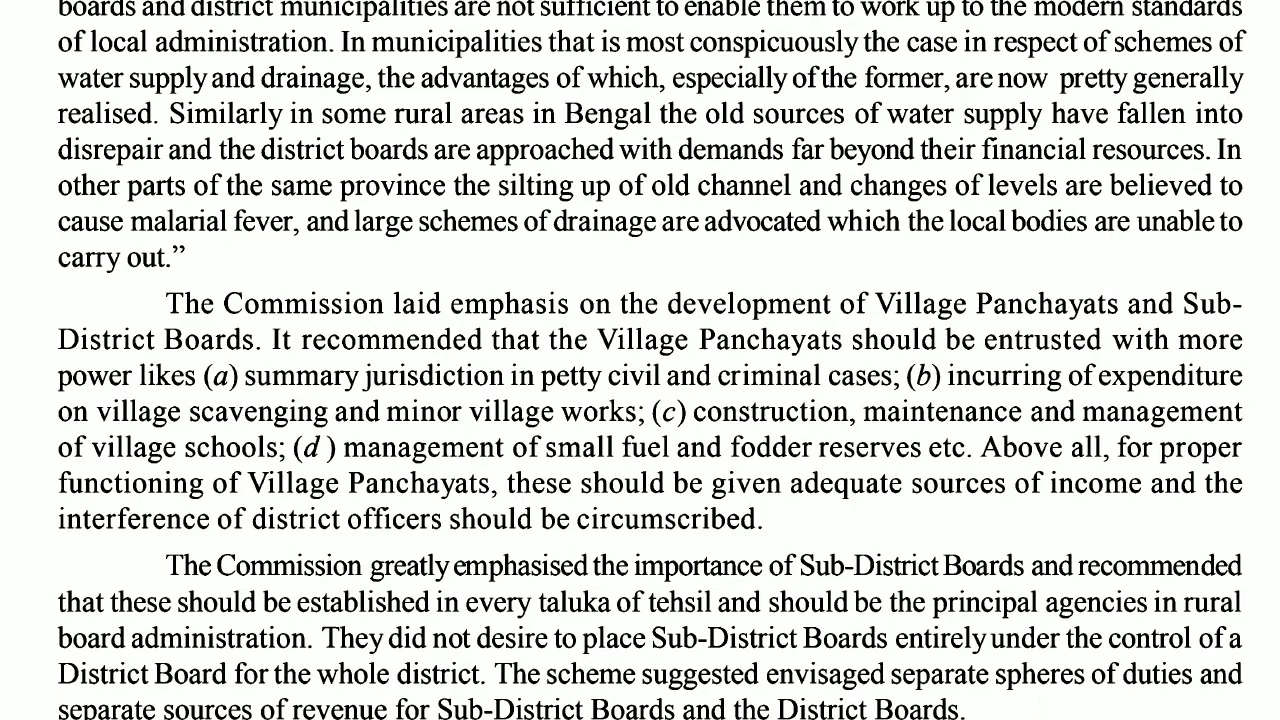 boards and district municipalities are not sufficient to enable them to work up to the modern standards
of local administration. In municipalities that is most conspicuously the case in respect of schemes of
water supply and drainage, the advantages of which, especially of the former, are now pretty generally
realised. Similarly in some rural areas in Bengal the old sources of water supply have fallen into
disrepair and the district boards are approached with demands far beyond their financial resources. In
other parts of the same province the silting up of old channel and changes of levels are believed to
cause malarial fever, and large schemes of drainage are advocated which the local bodies are unable to
carry out.”
The Commission laid emphasis on the development of Village Panchayats and Sub-
District Boards. It recommended that the Village Panchayats should be entrusted with more
power likes (a) summary jurisdiction in petty civil and criminal cases; (b) incurring of expenditure
on village scavenging and minor village works; (c) construction, maintenance and management
of village schools; (d ) management of small fuel and fodder reserves etc. Above all, for proper
functioning of Village Panchayats, these should be given adequate sources of income and the
interference of district officers should be circumscribed.
The Commission greatly emphasised the importance of Sub-District Boards and recommended
that these should be established in every taluka of tehsil and should be the principal agencies in rural
board administration. They did not desire to place Sub-District Boards entirely under the control of a
District Board for the whole district. The scheme suggested envisaged separate spheres of duties and
separate sources of revenue for Sub-District Boards and the District Boards.